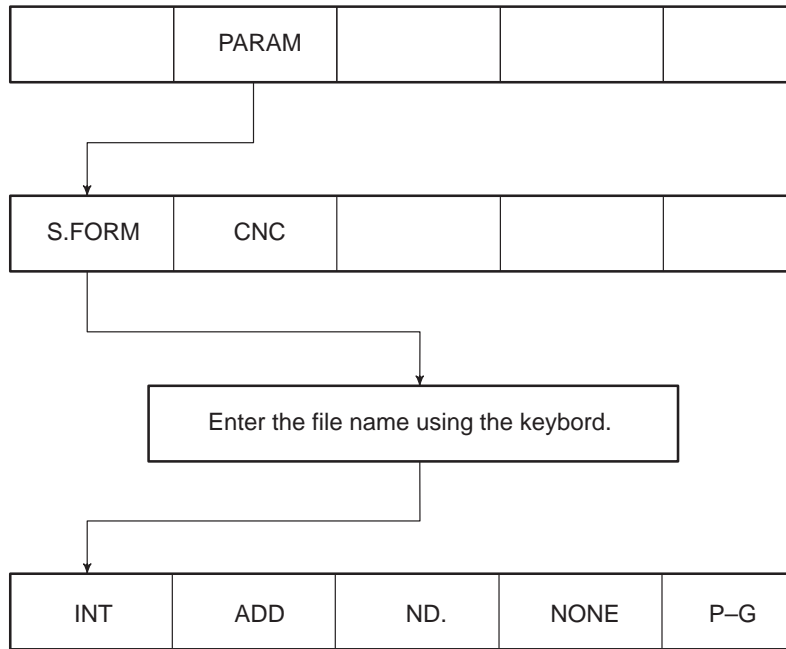 PARAM
S.FORM CNC
Enter the file name using the keybord.
INT ADD ND. NONE P–G